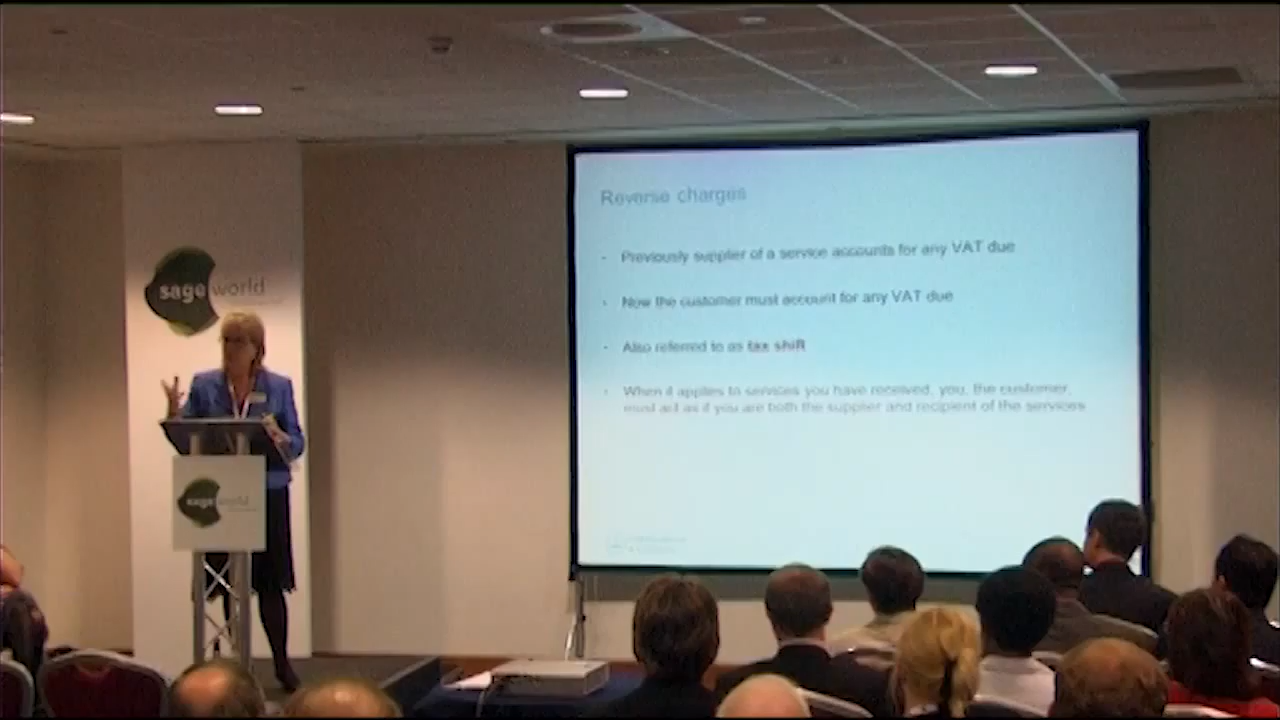 Reverse charges
- Previously supplier of a service accounts for any VAT due
- Now the customer must account for any VAT due
- Also referred to as tax shift
- When it applies to services you have received, you, the customer,
must act as if you are both the supplier and recipient of the services
sage world
sage world